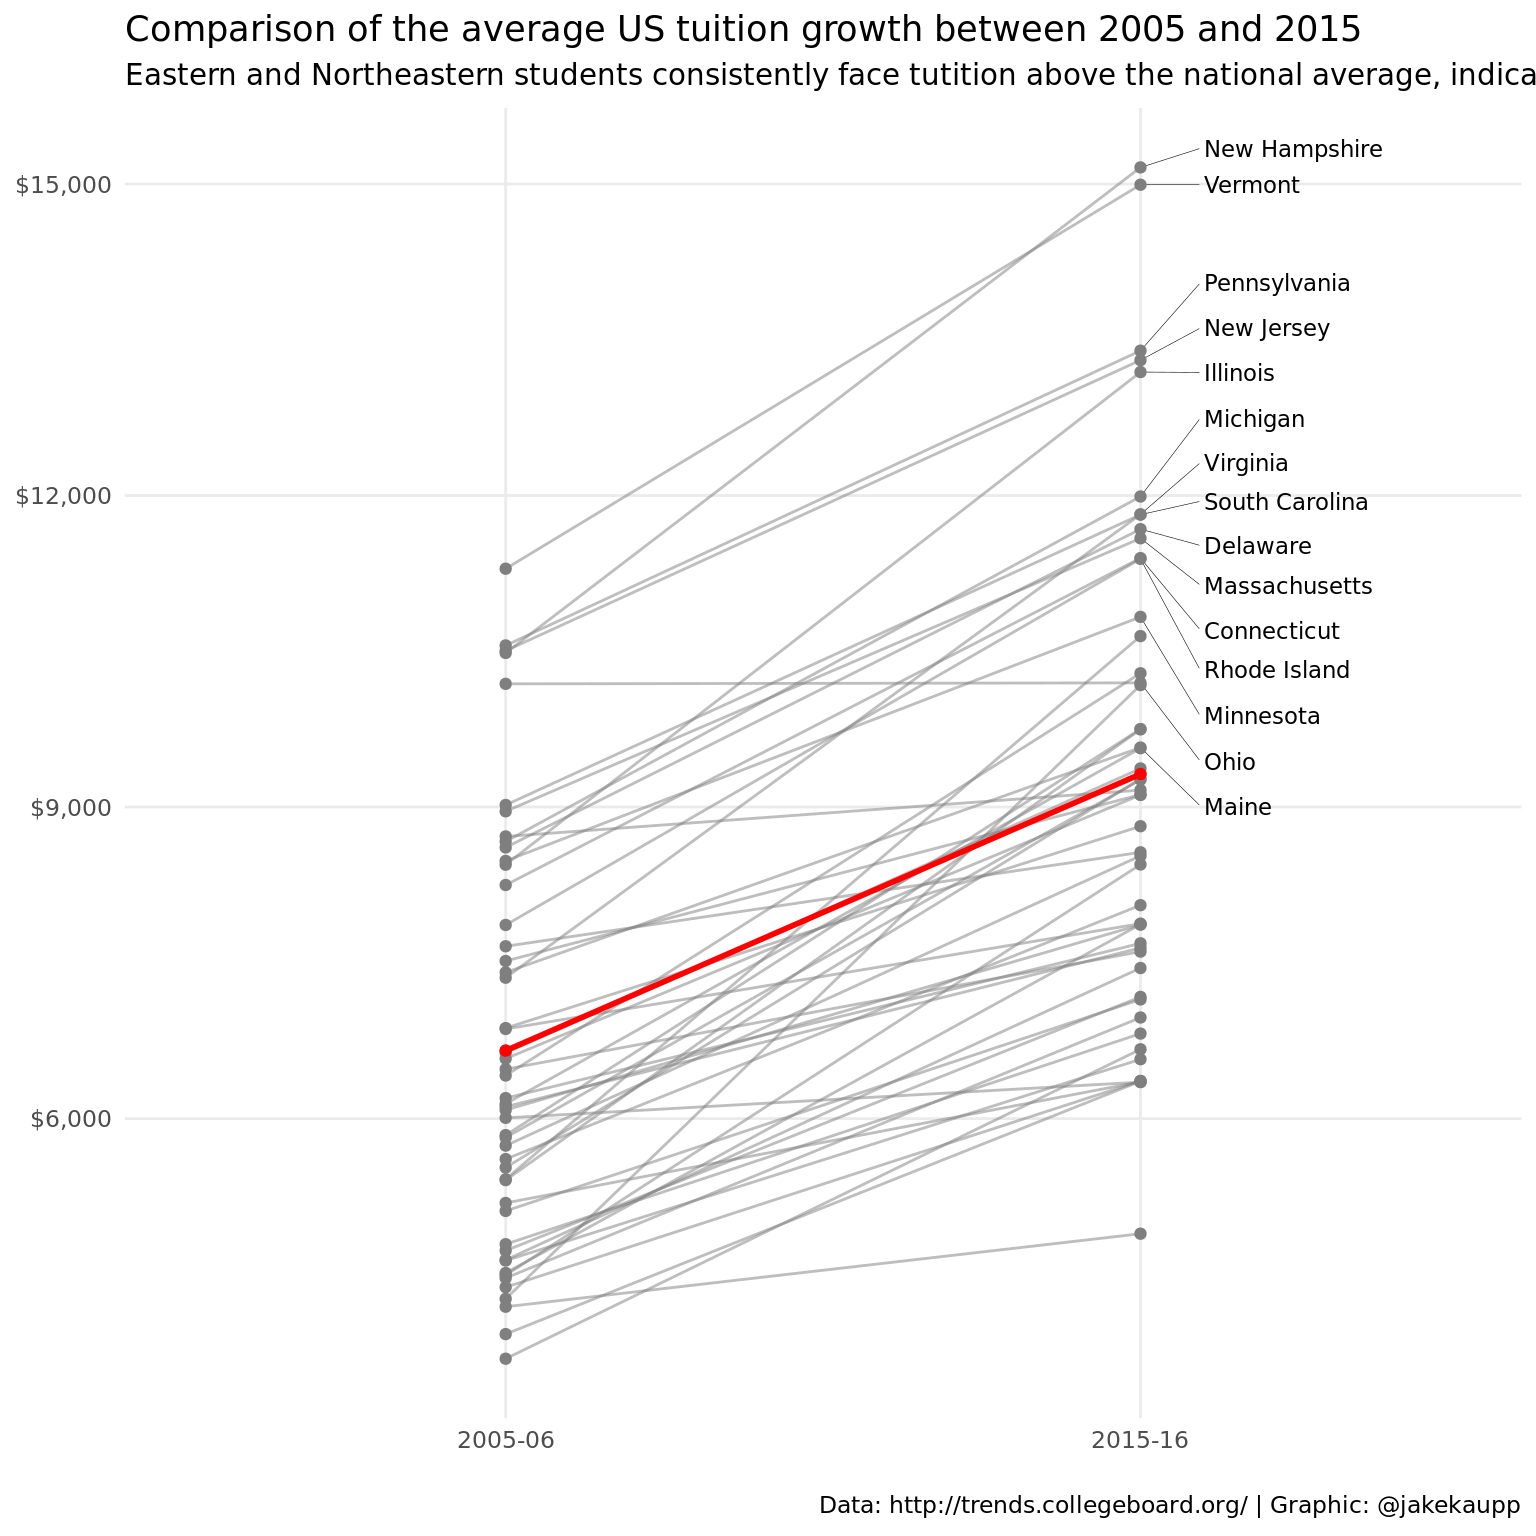 Comparison of the average US tuition growth between 2005 and 2015
Eastern and Northeastern students consistently face tutition above the national average, indica
New Hampshire
$15,000
Vermont
Pennsylvania
New Jersey
Illinois
Michigan
Virginia
$12,000
South Carolina
Delaware
Massachusetts
Connecticut
Rhode Island
Minnesota
Ohio
$9,000
Maine
$6,000
2005-06
2015-16
Data: http://trends.collegeboard.org/ | Graphic: @jakekaupp